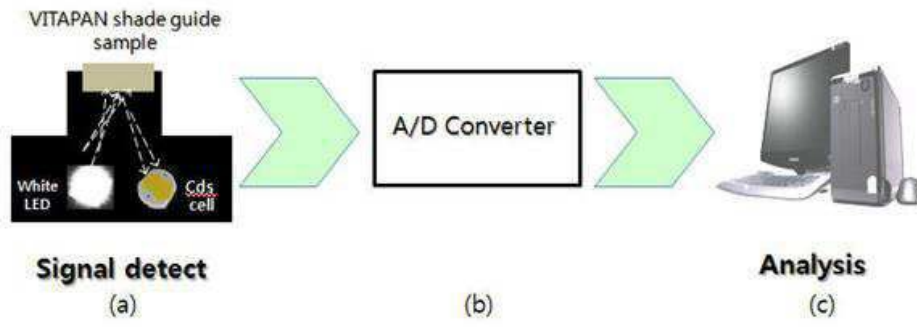 VITAPAN shade guide
sample
White
LED
Cds
cell
A/D Converter
Signal detect
Analysis
(a)
(b)
(c)